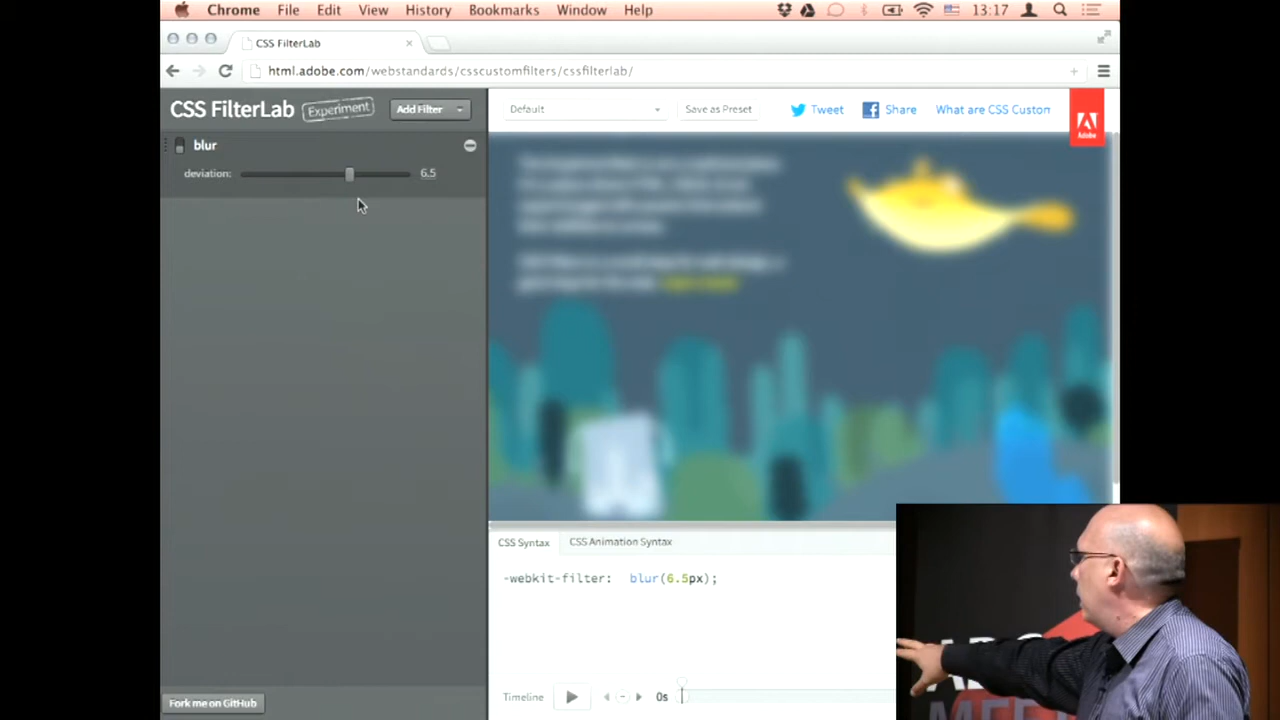 Chrome File Edit View History Bookmarks Window Help 13:17
CSS FilterLab
html.adobe.com/webstandards/csscustomfilters/cssfilterlab/
CSS FilterLab Experiment Add Filter
Default Save as Preset Tweet Share What are CSS Custom
Adobe
blur
deviation: 6.5
CSS Syntax CSS Animation Syntax
-webkit-filter: blur(6.5px);
Timeline 0s
Fork me on GitHub